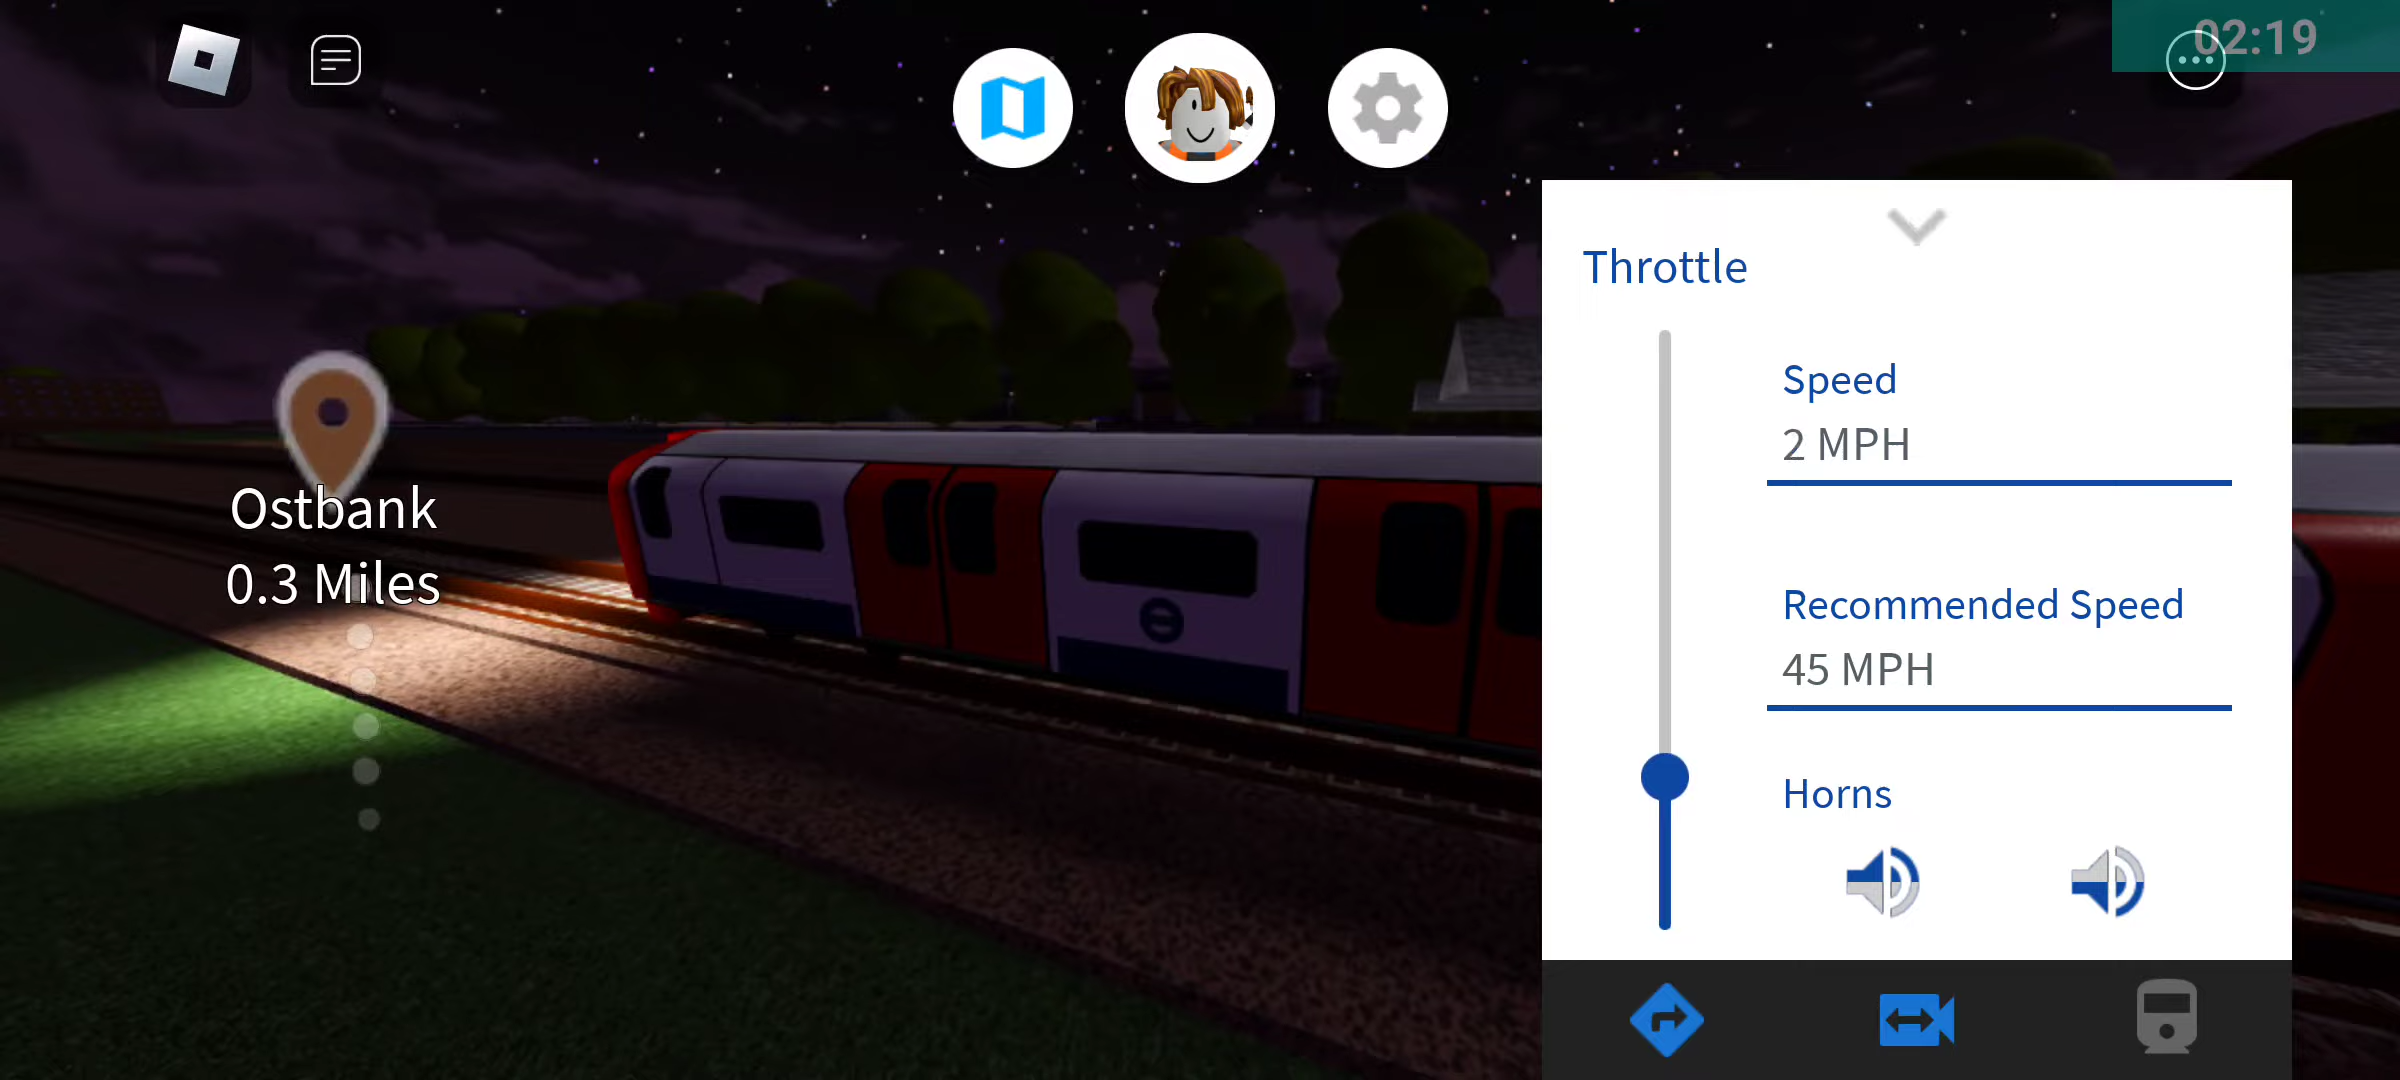 02:19
Throttle
Speed
2 MPH
Ostbank
0.3 Miles
Recommended Speed
45 MPH
Horns